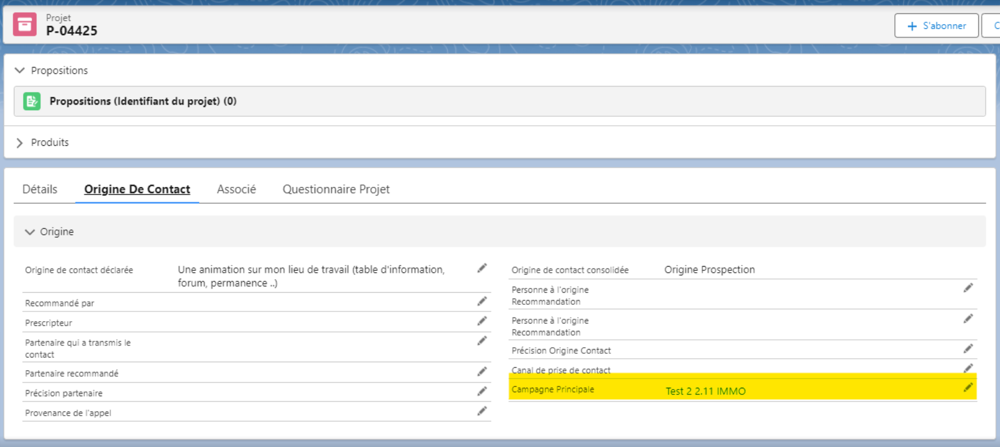 Projet
P-04425
S'abonner
C
Propositions
Propositions (Identifiant du projet) (0)
Produits
Détails
Origine De Contact
Associé
Questionnaire Projet
Origine
Origine de contact déclarée
Une animation sur mon lieu de travail (table d'information,
forum, permanence ..)
Recommandé par
Prescripteur
Partenaire qui a transmis le
contact
Partenaire recommandé
Précision partenaire
Provenance de l'appel
Origine de contact consolidée
Origine Prospection
Personne à l'origine
Recommandation
Personne à l'origine
Recommandation
Précision Origine Contact
Canal de prise de contact
Campagne Principale
Test 2 2.11 IMMO